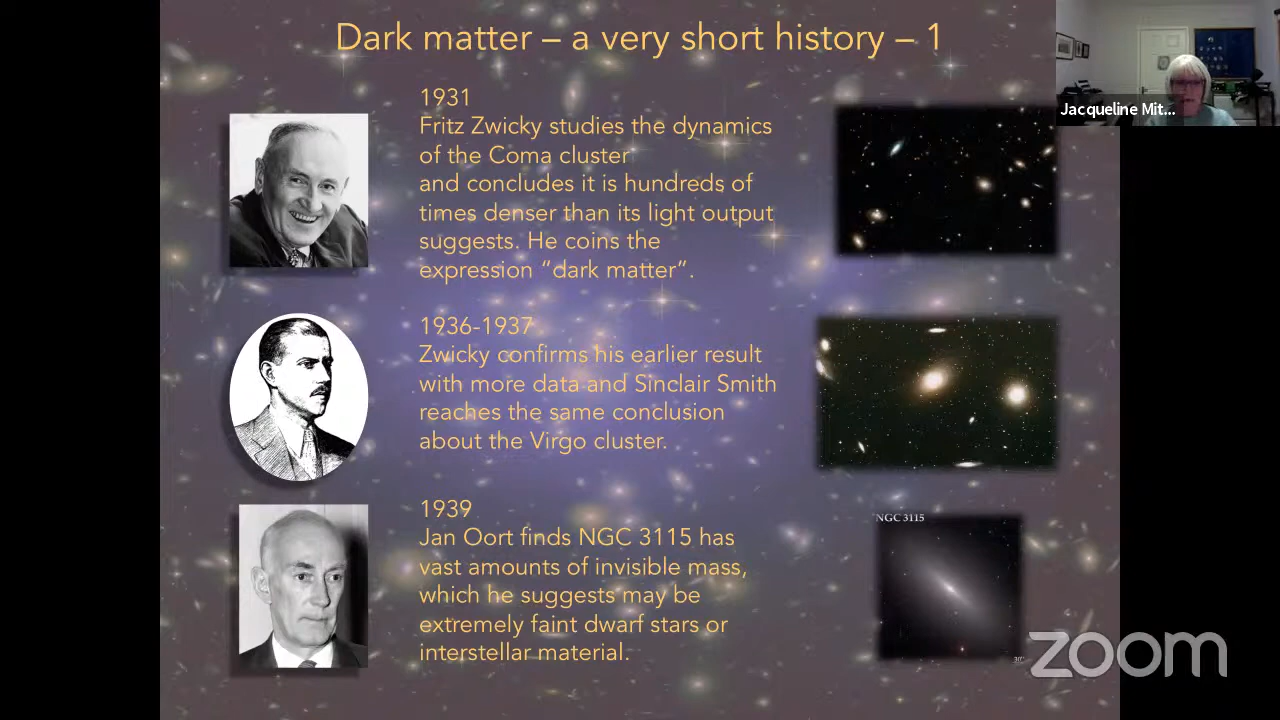 Dark matter – a very short history – 1
Jacqueline Mit...
1931
Fritz Zwicky studies the dynamics
of the Coma cluster
and concludes it is hundreds of
times denser than its light output
suggests. He coins the
expression “dark matter”.
1936-1937
Zwicky confirms his earlier result
with more data and Sinclair Smith
reaches the same conclusion
about the Virgo cluster.
1939
Jan Oort finds NGC 3115 has
vast amounts of invisible mass,
which he suggests may be
extremely faint dwarf stars or
interstellar material.
NGC 3115
zoom